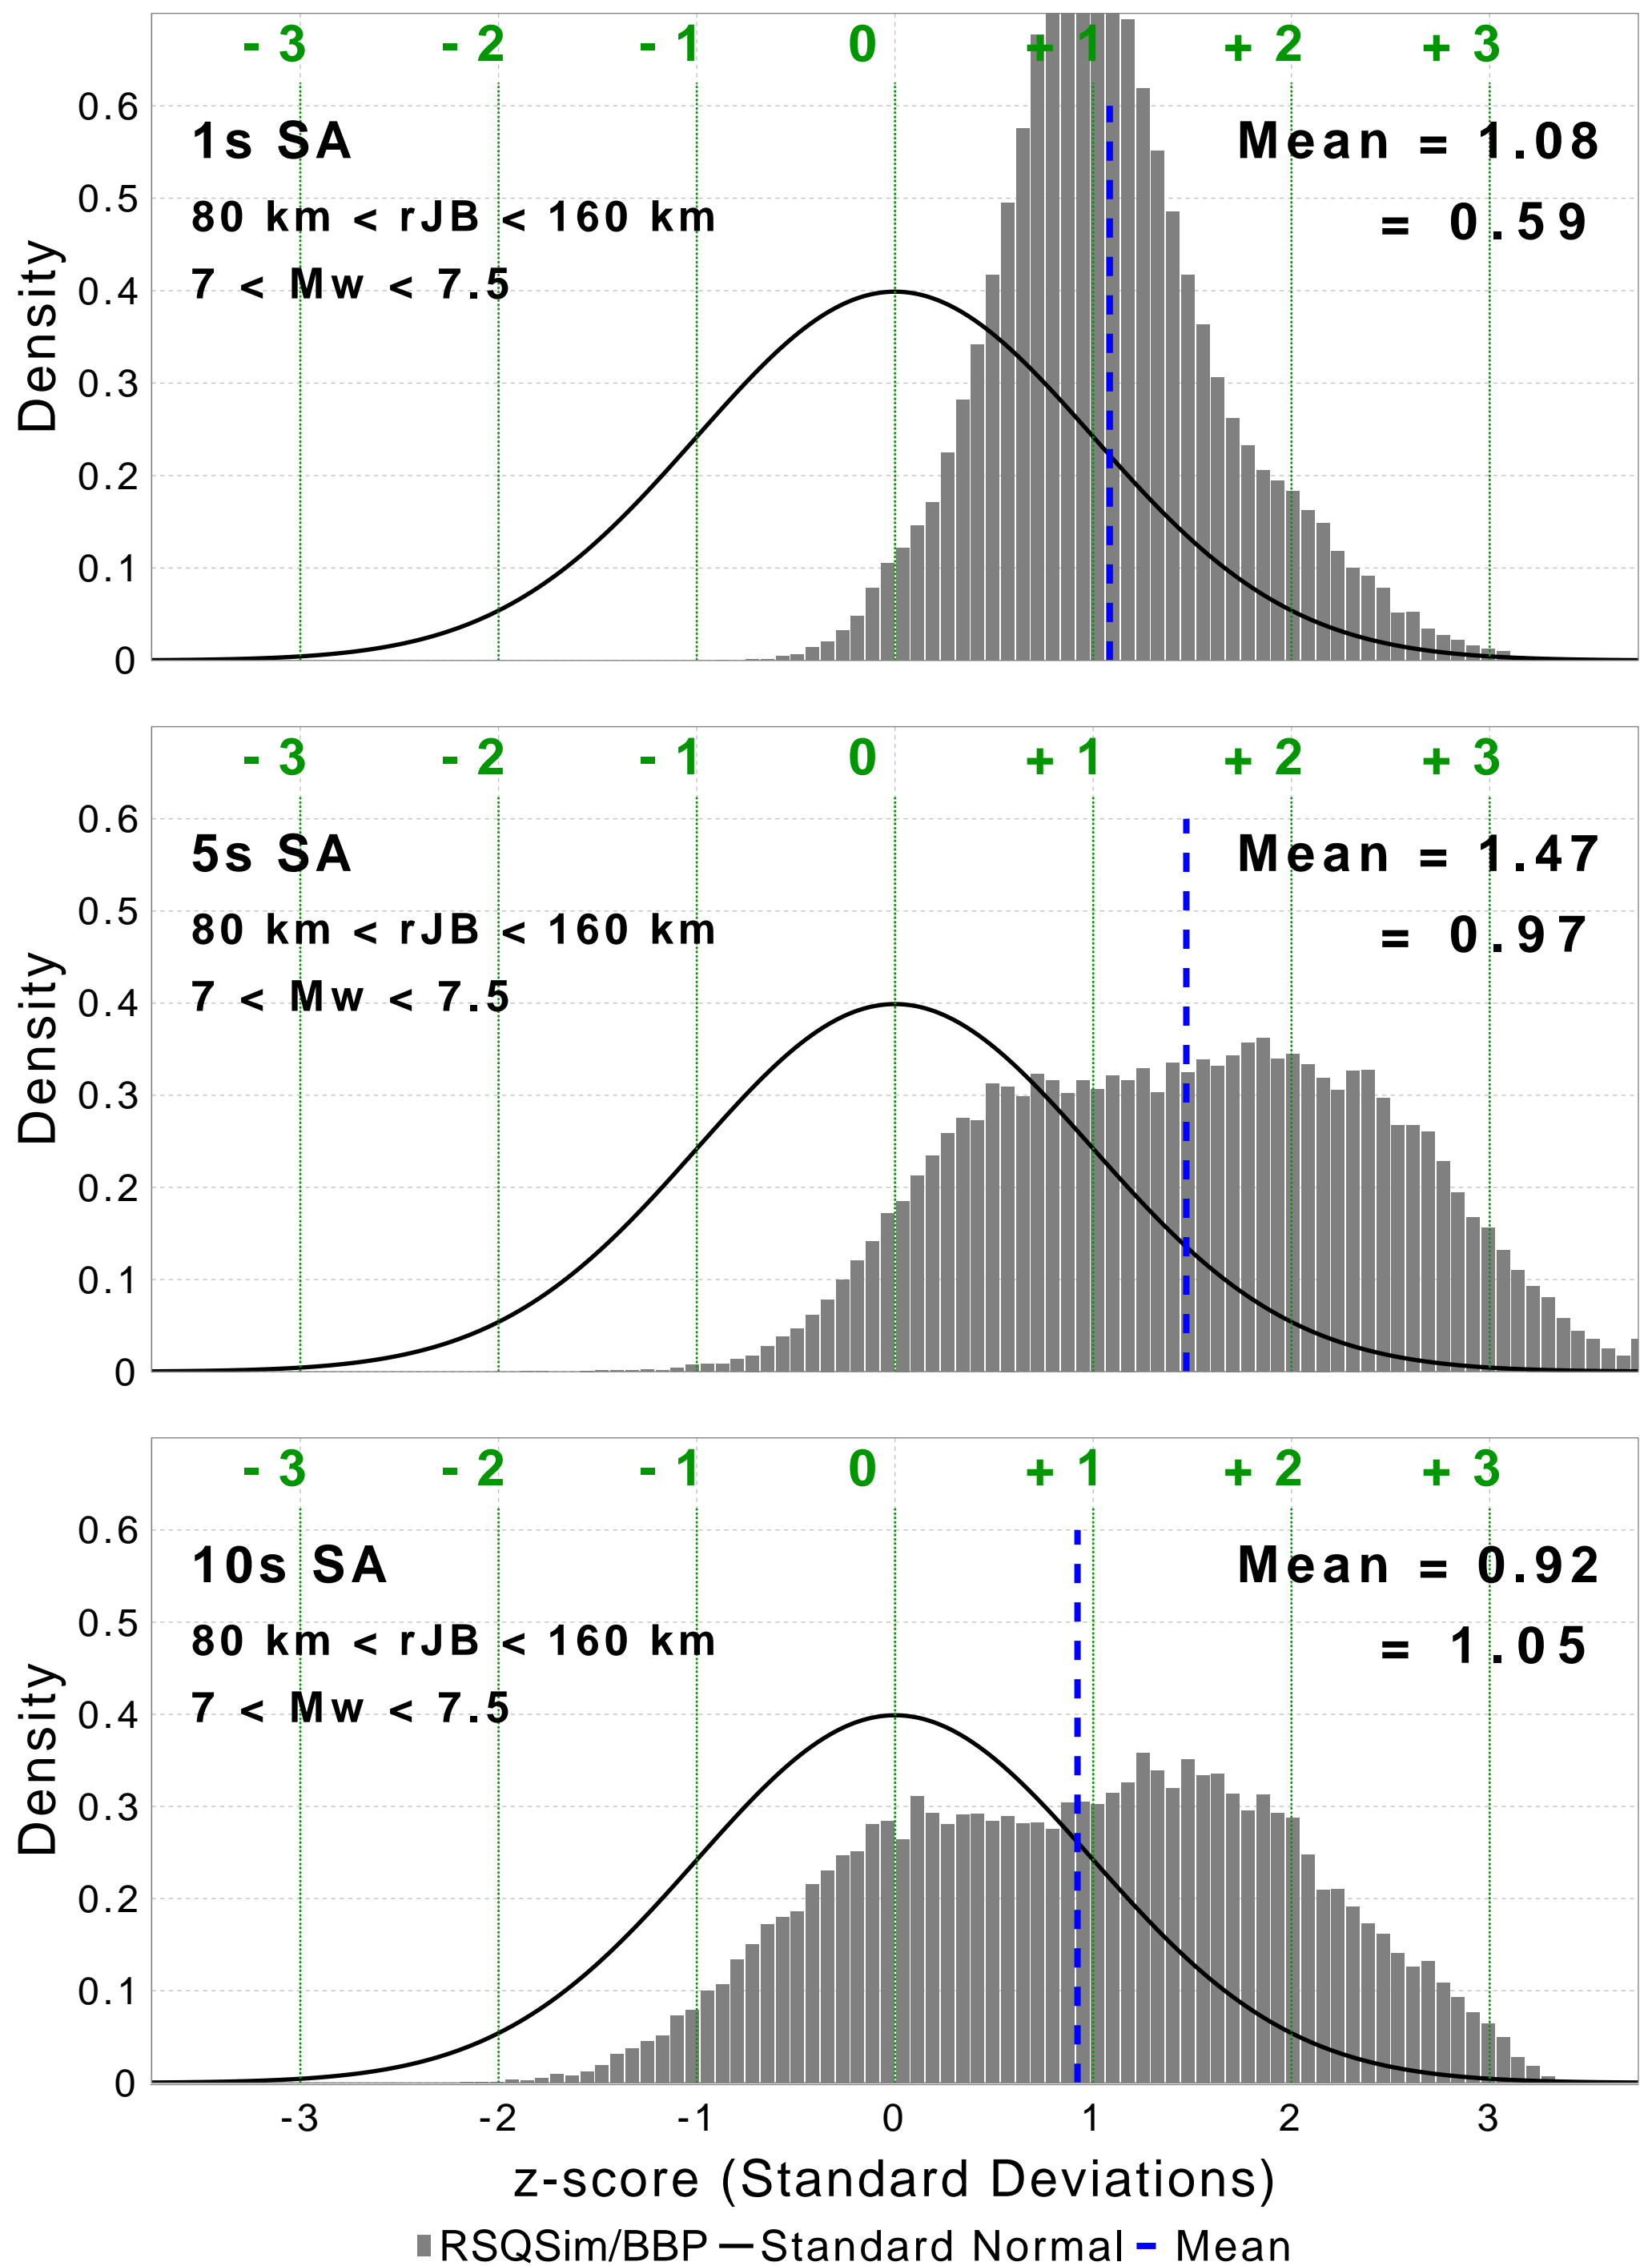 - 3 - 2 - 1 0 + 1 + 2 + 3
0.6
1s SA
Mean = 1.08
0.5
80 km < rJB < 160 km
= 0.59
7 < Mw < 7.5
0.4
Density
0.3
0.2
0.1
0
- 3 - 2 - 1 0 + 1 + 2 + 3
0.6
5s SA
Mean = 1.47
0.5
80 km < rJB < 160 km
= 0.97
7 < Mw < 7.5
0.4
Density
0.3
0.2
0.1
0
- 3 - 2 - 1 0 + 1 + 2 + 3
0.6
10s SA
Mean = 0.92
0.5
80 km < rJB < 160 km
= 1.05
7 < Mw < 7.5
0.4
Density
0.3
0.2
0.1
0
-3 -2 -1 0 1 2 3
z-score (Standard Deviations)
RSQSim/BBP Standard Normal Mean